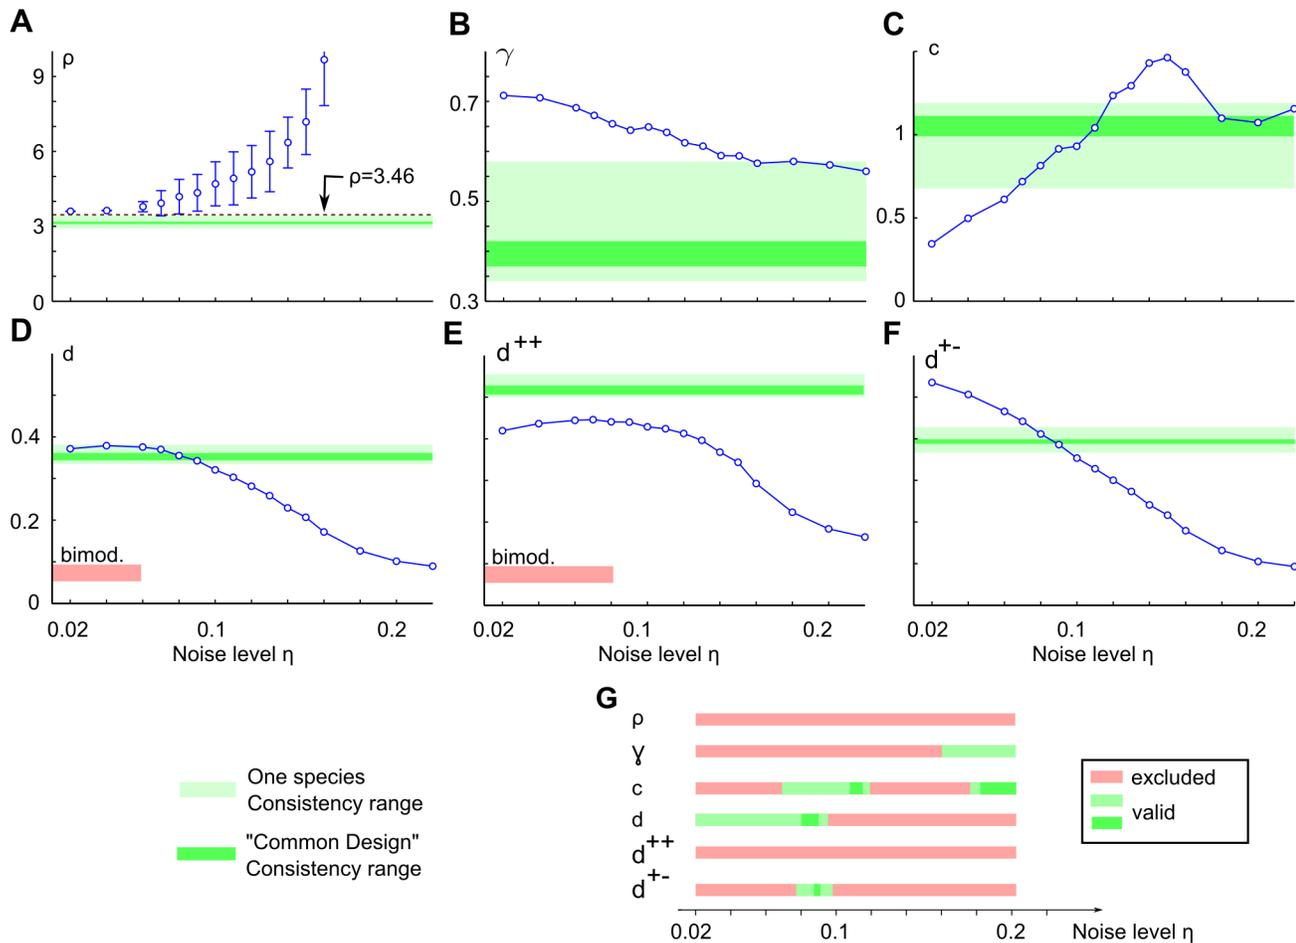 A
B
C
ρ
γ
c
9
6
3
0
ρ=3.46
0.7
0.5
0.3
1
0.5
0
D
E
F
d
d++
d+-
0.4
0.2
0
bimod.
bimod.
0.02 0.1 0.2
0.02 0.1 0.2
0.02 0.1 0.2
Noise level η
Noise level η
Noise level η
G
ρ
γ
c
d
d++
d+-
0.02 0.1 0.2 Noise level η
One species
Consistency range
"Common Design"
Consistency range
excluded
valid